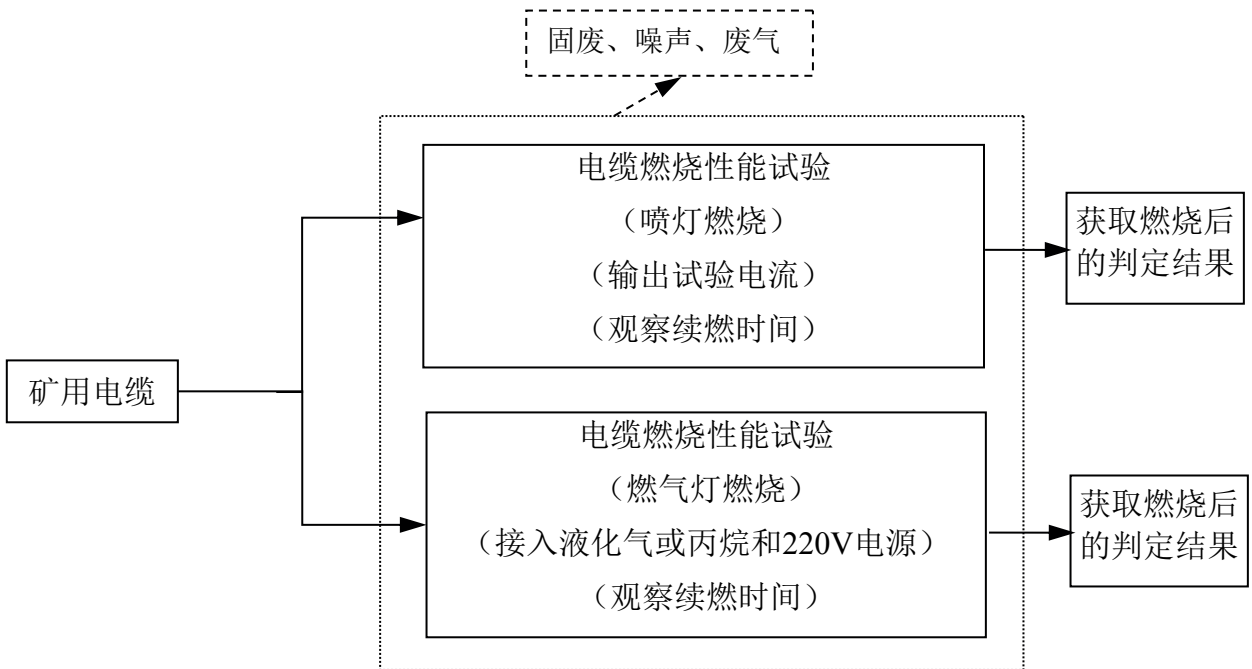 固废、噪声、废气
电缆燃烧性能试验
（喷灯燃烧）
（输出试验电流）
（观察续燃时间）
获取燃烧后
的判定结果
矿用电缆
电缆燃烧性能试验
（燃气灯燃烧）
（接入液化气或丙烷和220V电源）
（观察续燃时间）
获取燃烧后
的判定结果